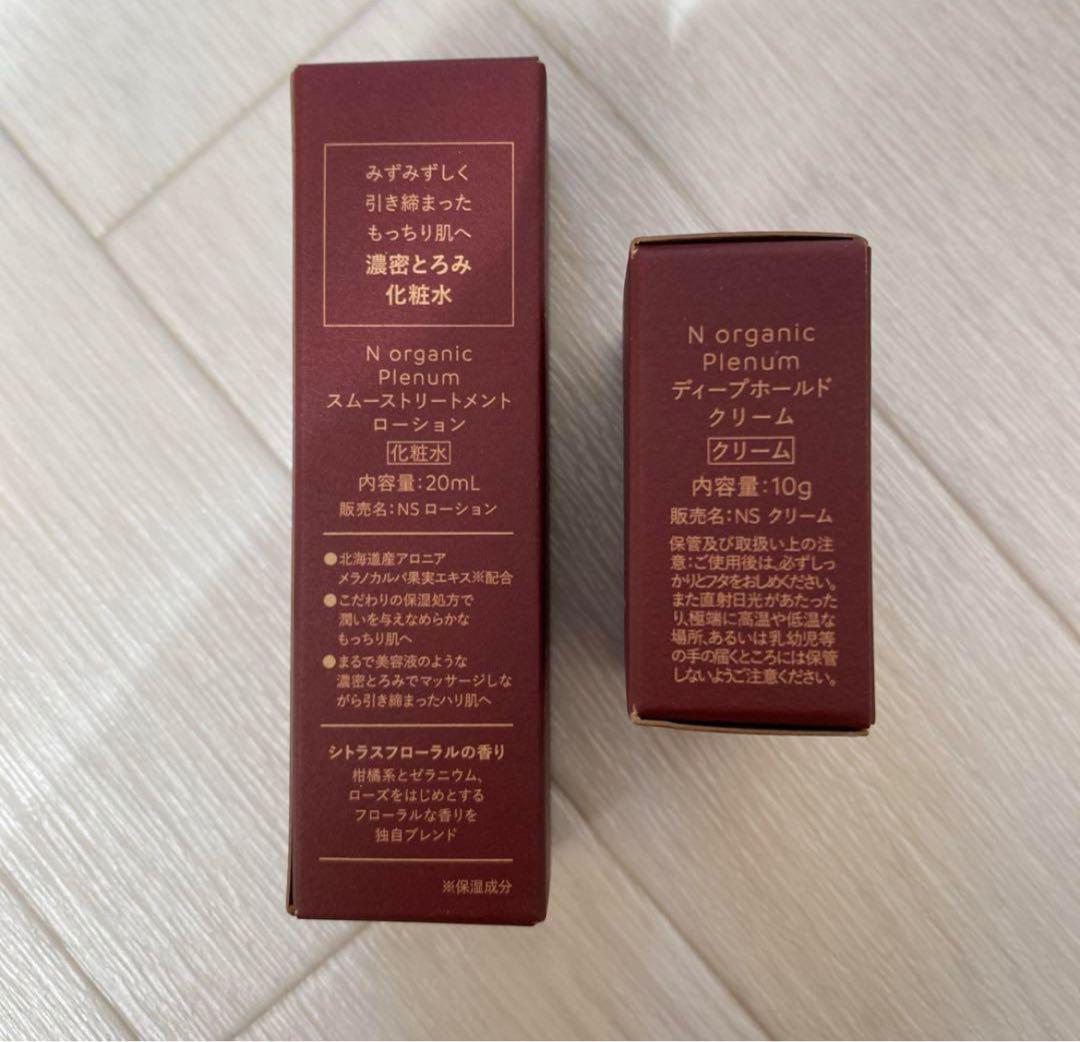 みずみずしく
引き締まった
もっちり肌へ
濃密とろみ
化粧水
N organic
Plenum
スムーストリートメント
ローション
化粧水
内容量:20mL
販売名:NS ローション
●北海道産アロニア
メラノカルパ果実エキス※配合
●こだわりの保湿処方で
潤いを与えなめらかな
もっちり肌へ
●まるで美容液のような
濃密とろみでマッサージしな
がら引き締まったハリ肌へ
シトラスフローラルの香り
柑橘系とゼラニウム、
ローズをはじめとする
フローラルな香りを
独自ブレンド
※保湿成分
N organic
Plenum
ディープホールド
クリーム
クリーム
内容量:10g
販売名:NS クリーム
保管及び取扱い上の注
意:ご使用後は、必ずしっ
かりとフタをおしめください。
また直射日光があたった
り、極端に高温や低温な
場所、あるいは乳幼児等
の手の届くところには保管
しないようご注意ください。